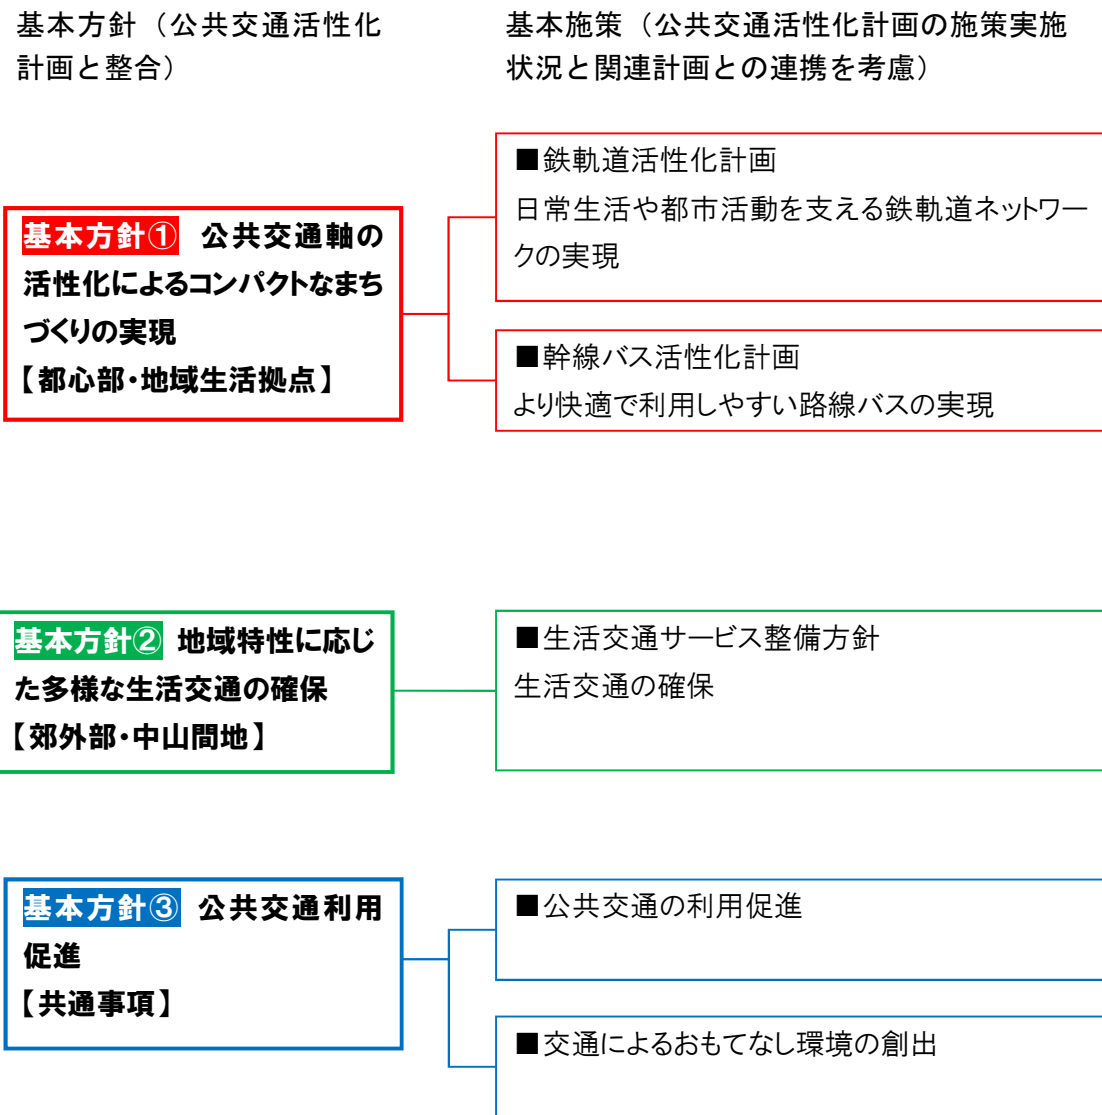 基本方針（公共交通活性化
計画と整合）
基本施策（公共交通活性化計画の施策実施
状況と関連計画との連携を考慮）
基本方針① 公共交通軸の
活性化によるコンパクトなまち
づくりの実現
【都心部・地域生活拠点】
■鉄軌道活性化計画
日常生活や都市活動を支える鉄軌道ネットワー
クの実現
■幹線バス活性化計画
より快適で利用しやすい路線バスの実現
基本方針② 地域特性に応じ
た多様な生活交通の確保
【郊外部・中山間地】
■生活交通サービス整備方針
生活交通の確保
基本方針③ 公共交通利用
促進
【共通事項】
■公共交通の利用促進
■交通によるおもてなし環境の創出